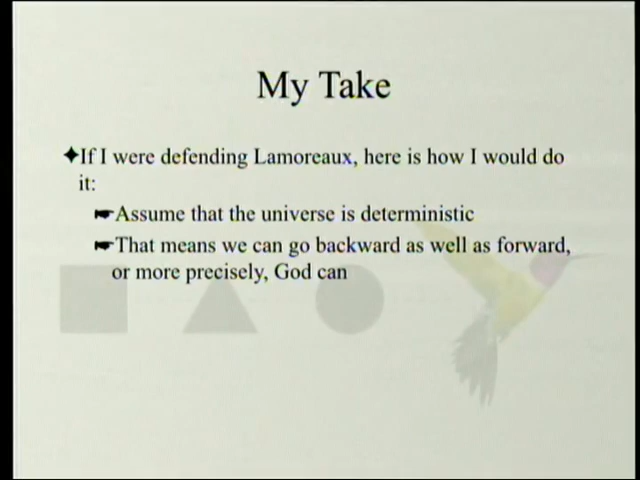 My Take
If I were defending Lamoreaux, here is how I would do
it:
Assume that the universe is deterministic
That means we can go backward as well as forward,
or more precisely, God can